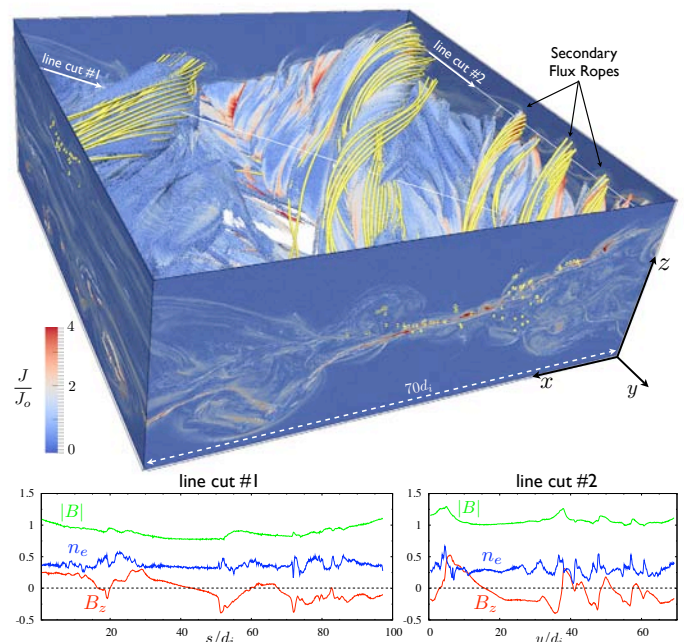 line cut #1
line cut #2
Secondary
Flux Ropes
z
4
J
J_o
2
0
70d_i
x
y
line cut #1
line cut #2
1.5
|B|
1
n_e
0.5
0
B_z
-0.5
20
40
60
80
100
s/d_i
1.5
|B|
1
n_e
0.5
0
B_z
-0.5
0
20
40
60
y/d_i